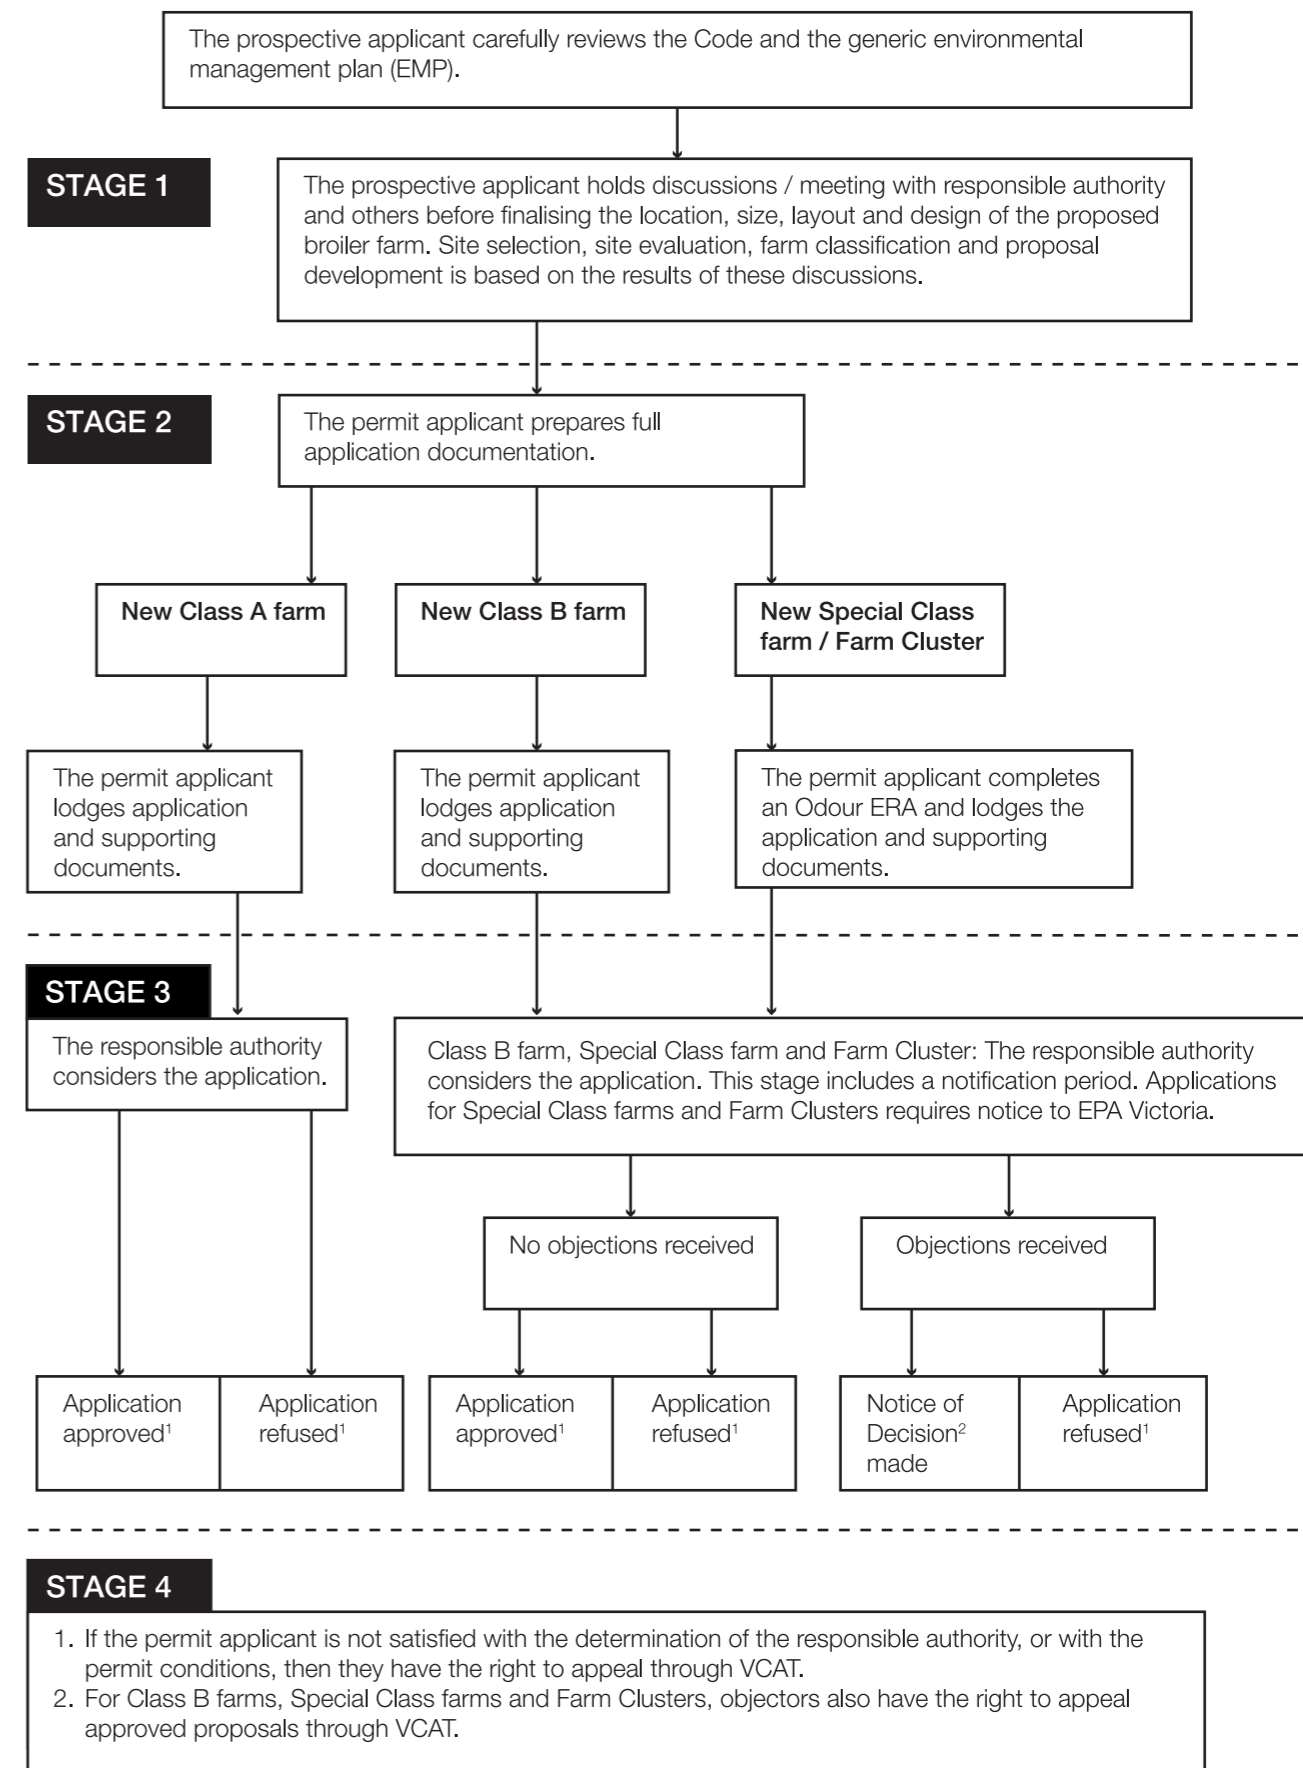 The prospective applicant carefully reviews the Code and the generic environmental
management plan (EMP).
STAGE 1
The prospective applicant holds discussions / meeting with responsible authority
and others before finalising the location, size, layout and design of the proposed
broiler farm. Site selection, site evaluation, farm classification and proposal
development is based on the results of these discussions.
STAGE 2
The permit applicant prepares full
application documentation.
New Class A farm
New Class B farm
New Special Class
farm / Farm Cluster
The permit applicant
lodges application
and supporting
documents.
The permit applicant
lodges application
and supporting
documents.
The permit applicant completes
an Odour ERA and lodges the
application and supporting
documents.
STAGE 3
The responsible authority
considers the application.
Class B farm, Special Class farm and Farm Cluster: The responsible authority
considers the application. This stage includes a notification period. Applications
for Special Class farms and Farm Clusters requires notice to EPA Victoria.
No objections received
Objections received
Application
approved¹
Application
refused¹
Application
approved¹
Application
refused¹
Notice of
Decision²
made
Application
refused¹
STAGE 4
1. If the permit applicant is not satisfied with the determination of the responsible authority, or with the
permit conditions, then they have the right to appeal through VCAT.
2. For Class B farms, Special Class farms and Farm Clusters, objectors also have the right to appeal
approved proposals through VCAT.